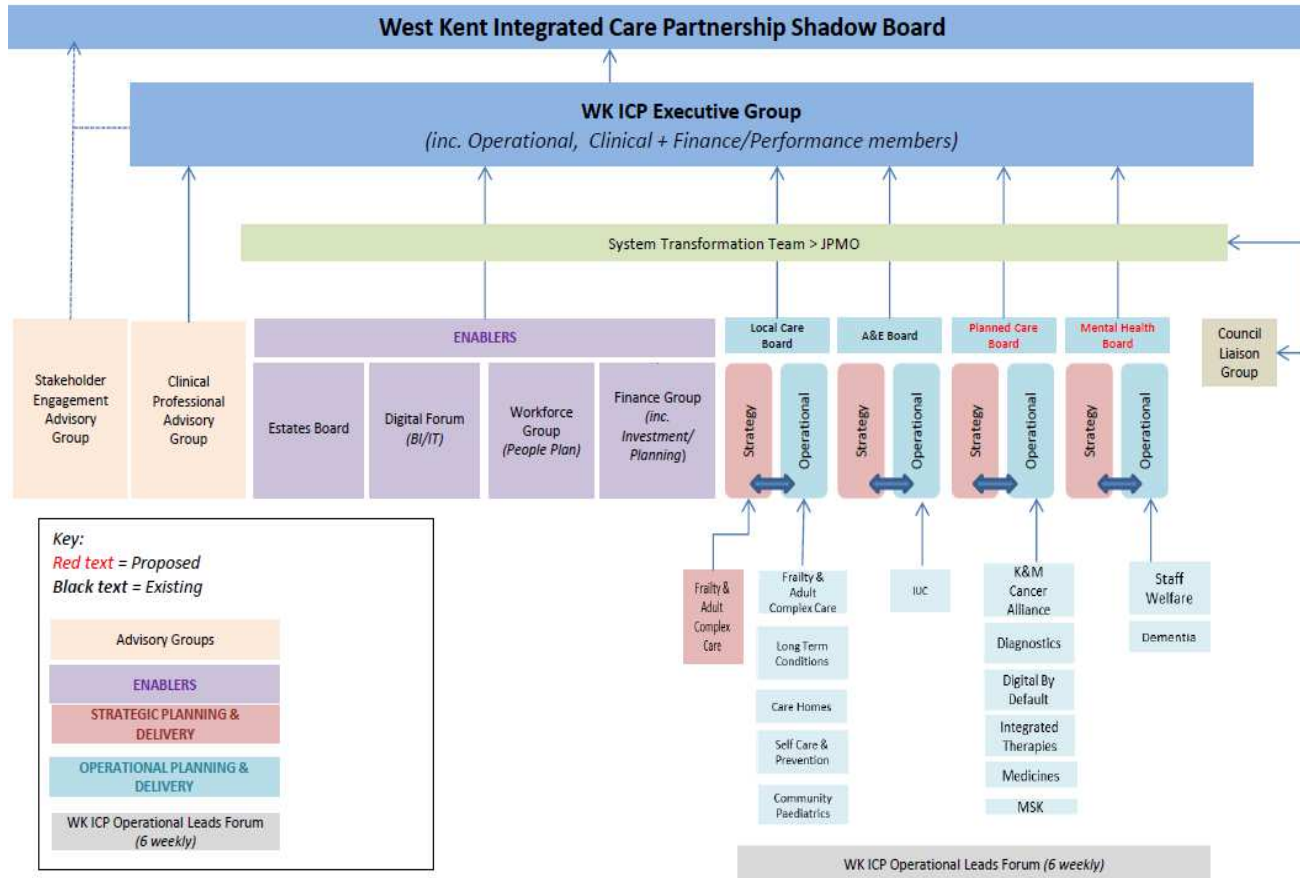 West Kent Integrated Care Partnership Shadow Board
WK ICP Executive Group
(inc. Operational, Clinical + Finance/Performance members)
System Transformation Team > JPMO
Stakeholder
Engagement
Advisory
Group
Clinical
Professional
Advisory
Group
ENABLERS
Estates Board
Digital Forum
(BI/IT)
Workforce
Group
(People Plan)
Finance Group
(inc.
Investment/
Planning)
Local Care
Board
Strategy
Operational
A&E Board
Strategy
Operational
Planned Care
Board
Strategy
Operational
Mental Health
Board
Strategy
Operational
Council
Liaison
Group
Frailty &
Adult
Complex
Care
Frailty &
Adult
Complex Care
Long Term
Conditions
Care Homes
Self Care &
Prevention
Community
Paediatrics
IUC
K&M
Cancer
Alliance
Diagnostics
Digital By
Default
Integrated
Therapies
Medicines
MSK
Staff
Welfare
Dementia
WK ICP Operational Leads Forum (6 weekly)
Key:
Red text = Proposed
Black text = Existing
Advisory Groups
ENABLERS
STRATEGIC PLANNING &
DELIVERY
OPERATIONAL PLANNING &
DELIVERY
WK ICP Operational Leads Forum
(6 weekly)